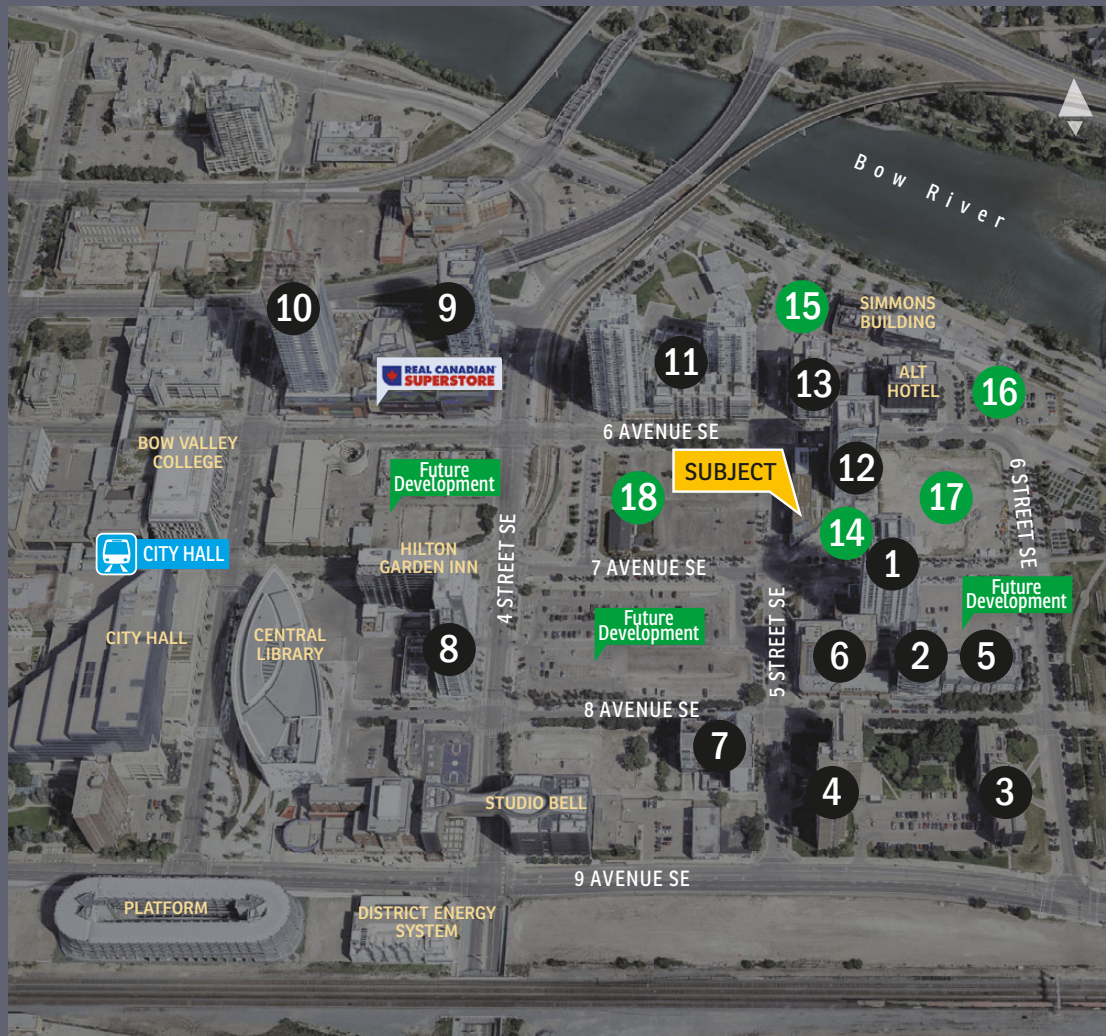 Bow River
15
SIMMONS
BUILDING
10
9
11
13
ALT
HOTEL
16
REAL CANADIAN
SUPERSTORE
6 AVENUE SE
BOW VALLEY
COLLEGE
Future
Development
SUBJECT
12
18
17
6 STREET SE
14
CITY HALL
HILTON
GARDEN INN
4 STREET SE
7 AVENUE SE
1
Future
Development
5 STREET SE
CITY HALL
CENTRAL
LIBRARY
8
Future
Development
6
2
5
8 AVENUE SE
7
4
3
STUDIO BELL
9 AVENUE SE
PLATFORM
DISTRICT ENERGY
SYSTEM